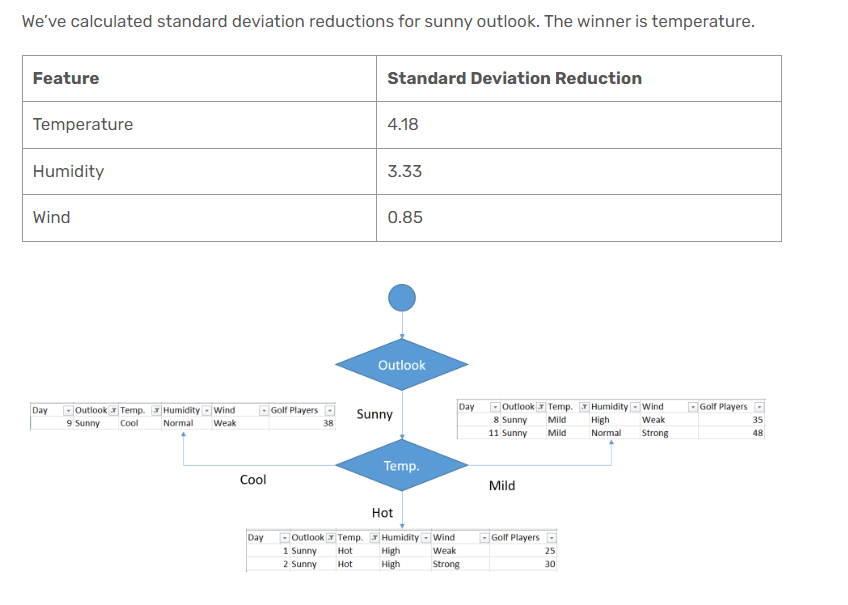 We've calculated standard deviation reductions for sunny outlook. The winner is temperature.
Feature Standard Deviation Reduction
Temperature 4.18
Humidity 3.33
Wind 0.85
Outlook
Sunny
Day Outlook Temp. Humidity Wind Golf Players
9 Sunny Cool Normal Weak 38
Day Outlook Temp. Humidity Wind Golf Players
8 Sunny Mild High Weak 35
11 Sunny Mild Normal Strong 48
Temp.
Cool
Mild
Hot
Day Outlook Temp. Humidity Wind Golf Players
1 Sunny Hot High Weak 25
2 Sunny Hot High Strong 30